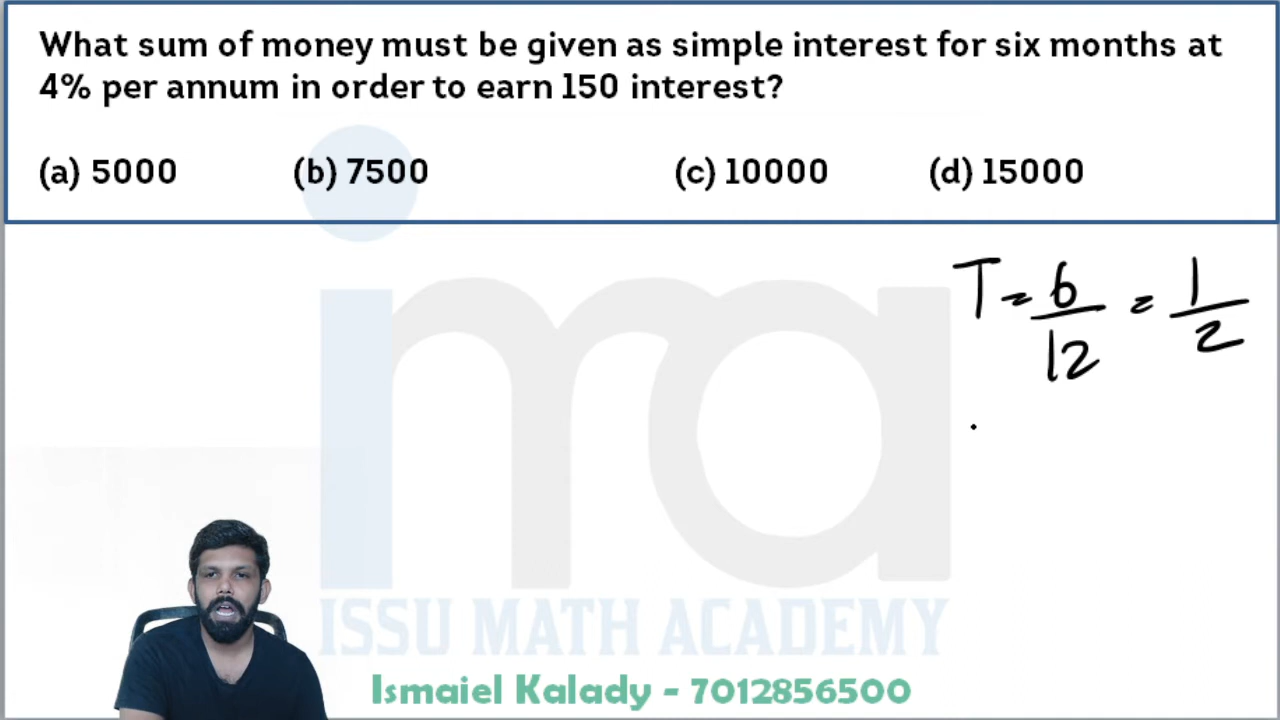 What sum of money must be given as simple interest for six months at
4% per annum in order to earn 150 interest?
(a) 5000 (b) 7500 (c) 10000 (d) 15000
T = 6/12 = 1/2
ima
ISSU MATH ACADEMY
Ismaiel Kalady - 7012856500